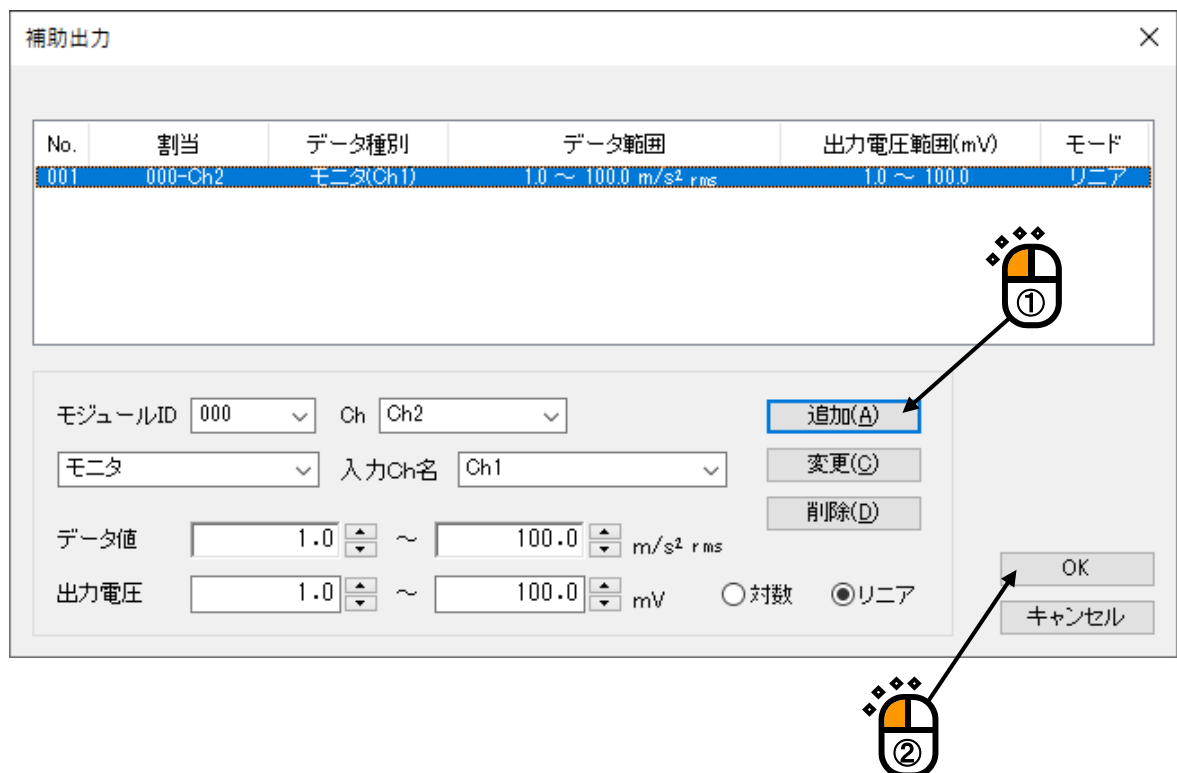 補助出力
No. 割当 データ種別 データ範囲 出力電圧範囲(mV) モード
001 000-Ch2 モニタ(Ch1) 1.0 ～ 100.0 m/s² rms 1.0 ～ 100.0 リニア
①
モジュールID 000 Ch Ch2 追加(A)
モニタ 入力Ch名 Ch1 変更(C)
削除(D)
データ値 1.0 ～ 100.0 m/s² rms
OK
出力電圧 1.0 ～ 100.0 mV 対数 リニア
キャンセル
②